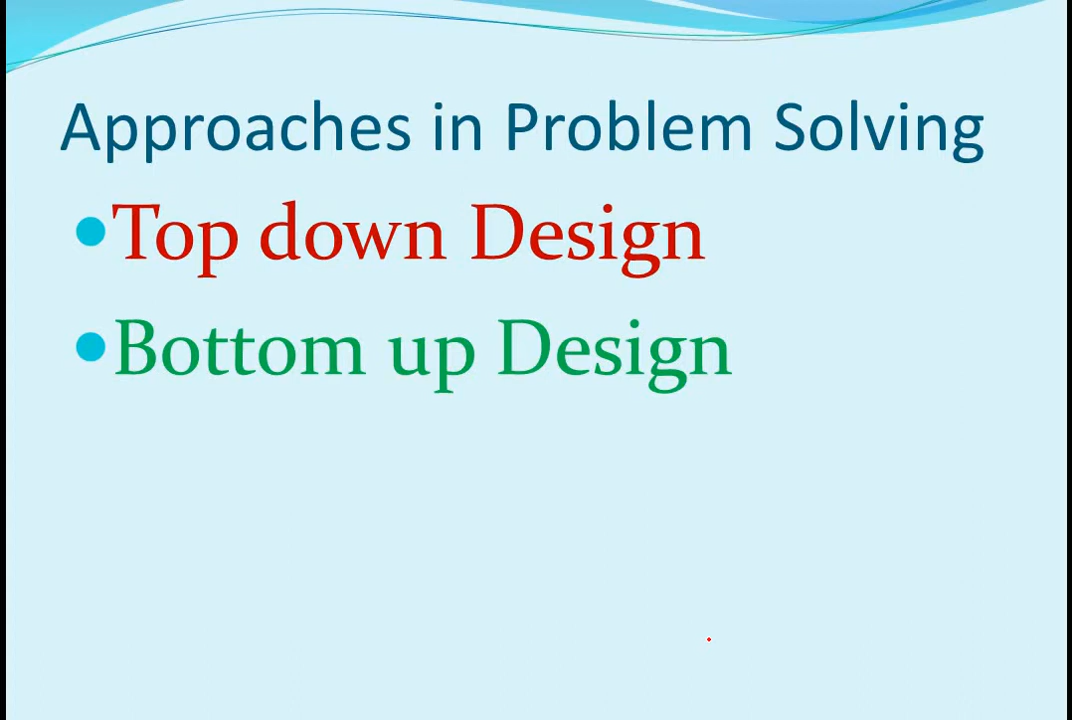 Approaches in Problem Solving
•Top down Design
•Bottom up Design